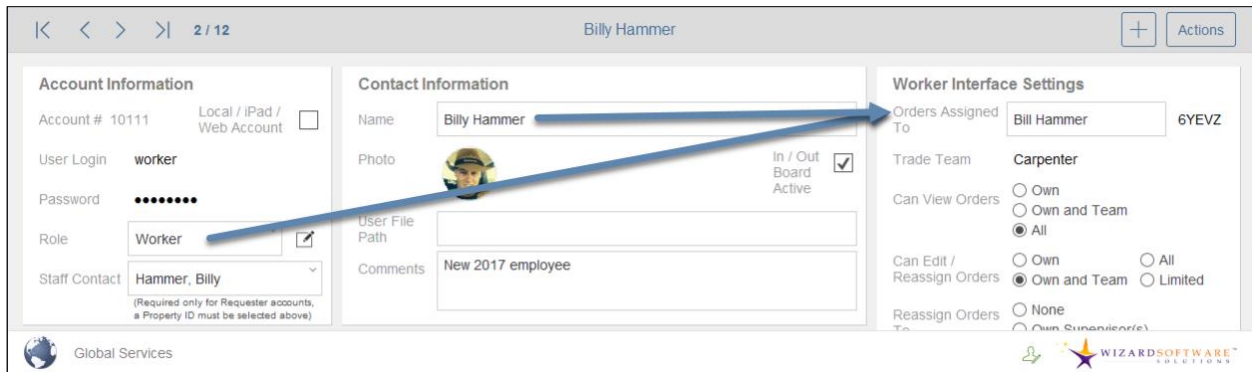 2 / 12
Billy Hammer
Actions
Account Information
Account # 10111
Local / iPad /
Web Account
User Login worker
Password ●●●●●●●●
Role Worker
Staff Contact Hammer, Billy
(Required only for Requester accounts,
a Property ID must be selected above)
Contact Information
Name Billy Hammer
Photo
In / Out
Board
Active
User File
Path
Comments New 2017 employee
Worker Interface Settings
Orders Assigned
To
Bill Hammer 6YEVZ
Trade Team Carpenter
Can View Orders
Own
Own and Team
All
Can Edit /
Reassign Orders
Own All
Own and Team Limited
Reassign Orders
To
None
Own Supervisor(s)
Global Services
WIZARDSOFTWARE™
SOLUTIONS